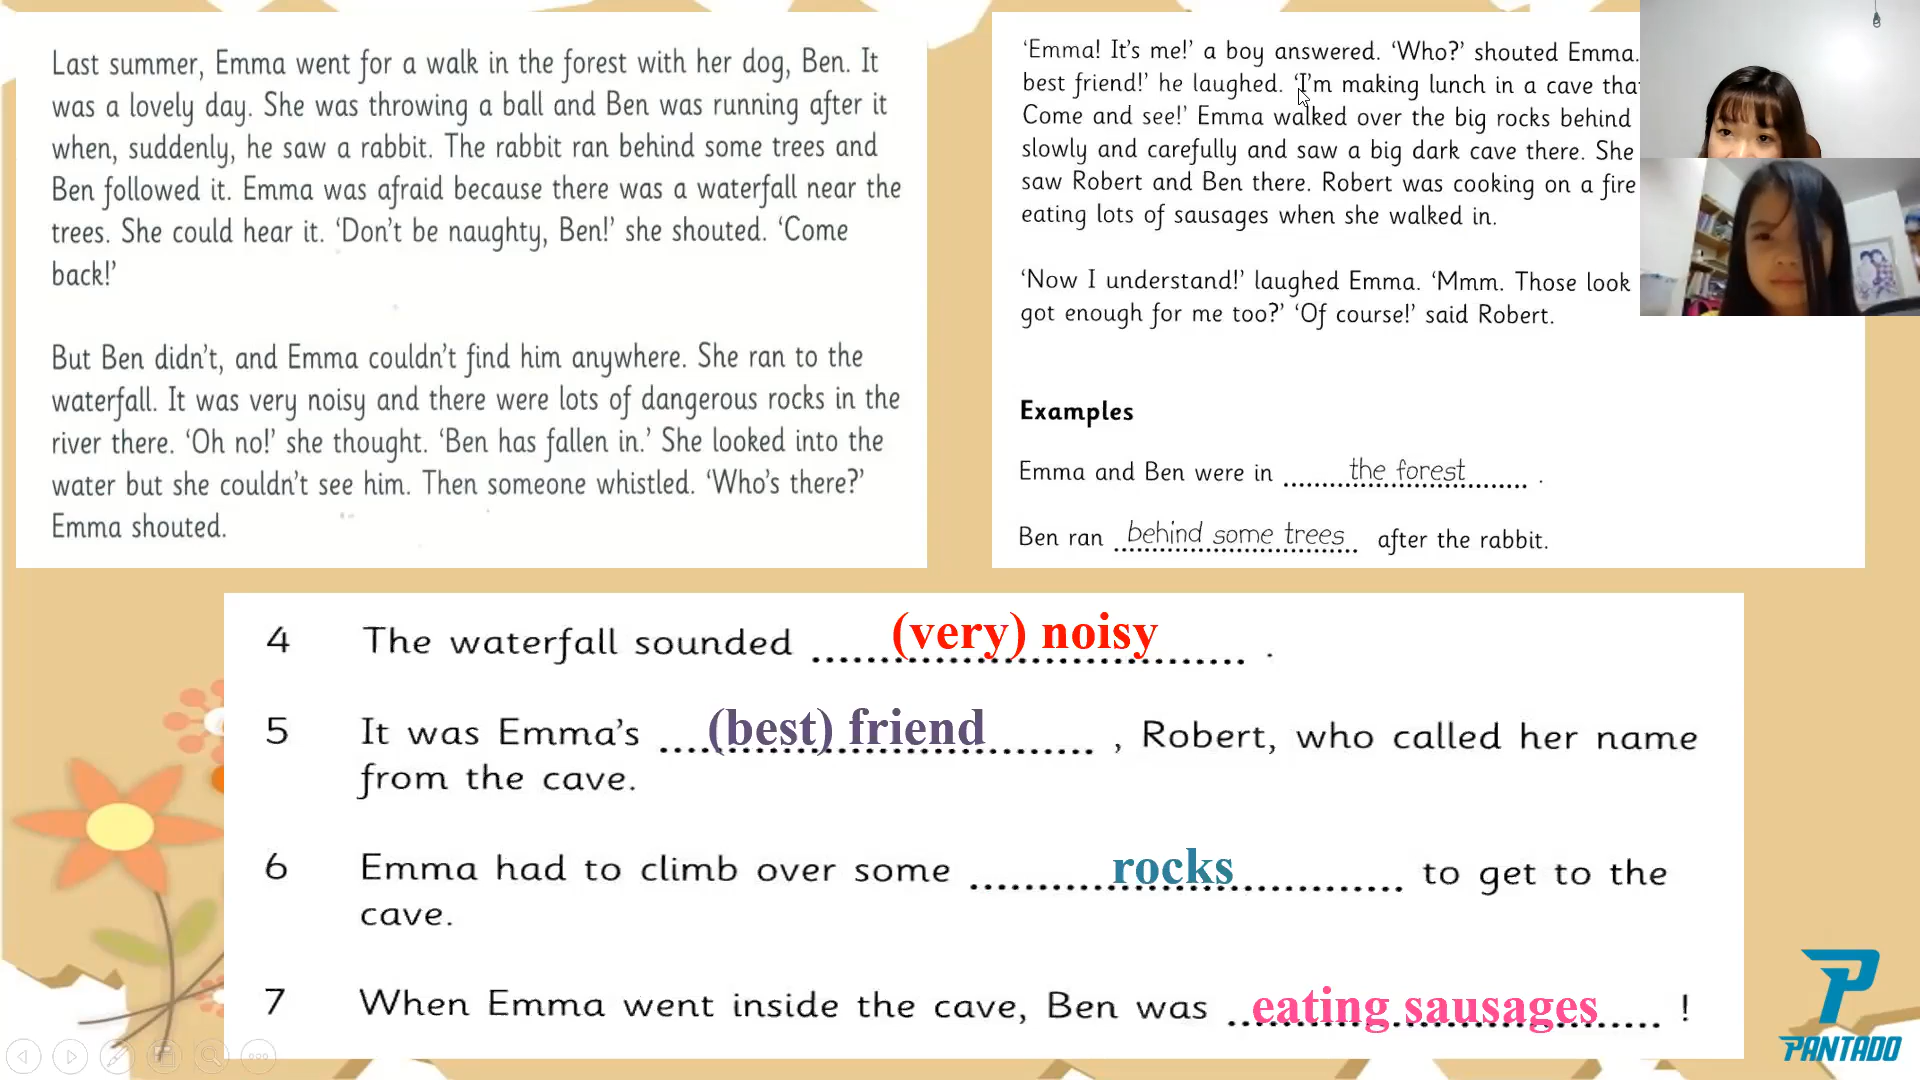 Last summer, Emma went for a walk in the forest with her dog, Ben. It
was a lovely day. She was throwing a ball and Ben was running after it
when, suddenly, he saw a rabbit. The rabbit ran behind some trees and
Ben followed it. Emma was afraid because there was a waterfall near the
trees. She could hear it. ‘Don’t be naughty, Ben!’ she shouted. ‘Come
back!’
But Ben didn’t, and Emma couldn’t find him anywhere. She ran to the
waterfall. It was very noisy and there were lots of dangerous rocks in the
river there. ‘Oh no!’ she thought. ‘Ben has fallen in.’ She looked into the
water but she couldn’t see him. Then someone whistled. ‘Who’s there?’
Emma shouted.
‘Emma! It’s me!’ a boy answered. ‘Who?’ shouted Emma.
best friend!’ he laughed. ‘I’m making lunch in a cave
Come and see!’ Emma walked over the big rocks behind
slowly and carefully and saw a big dark cave there. She
saw Robert and Ben there. Robert was cooking on a fire
eating lots of sausages when she walked in.
‘Now I understand!’ laughed Emma. ‘Mmm. Those look
got enough for me too?’ ‘Of course!’ said Robert.
Examples
Emma and Ben were in the forest .
Ben ran behind some trees after the rabbit.
4 The waterfall sounded (very) noisy .
5 It was Emma’s (best) friend , Robert, who called her name
from the cave.
6 Emma had to climb over some rocks to get to the
cave.
7 When Emma went inside the cave, Ben was eating sausages !
PANTADO